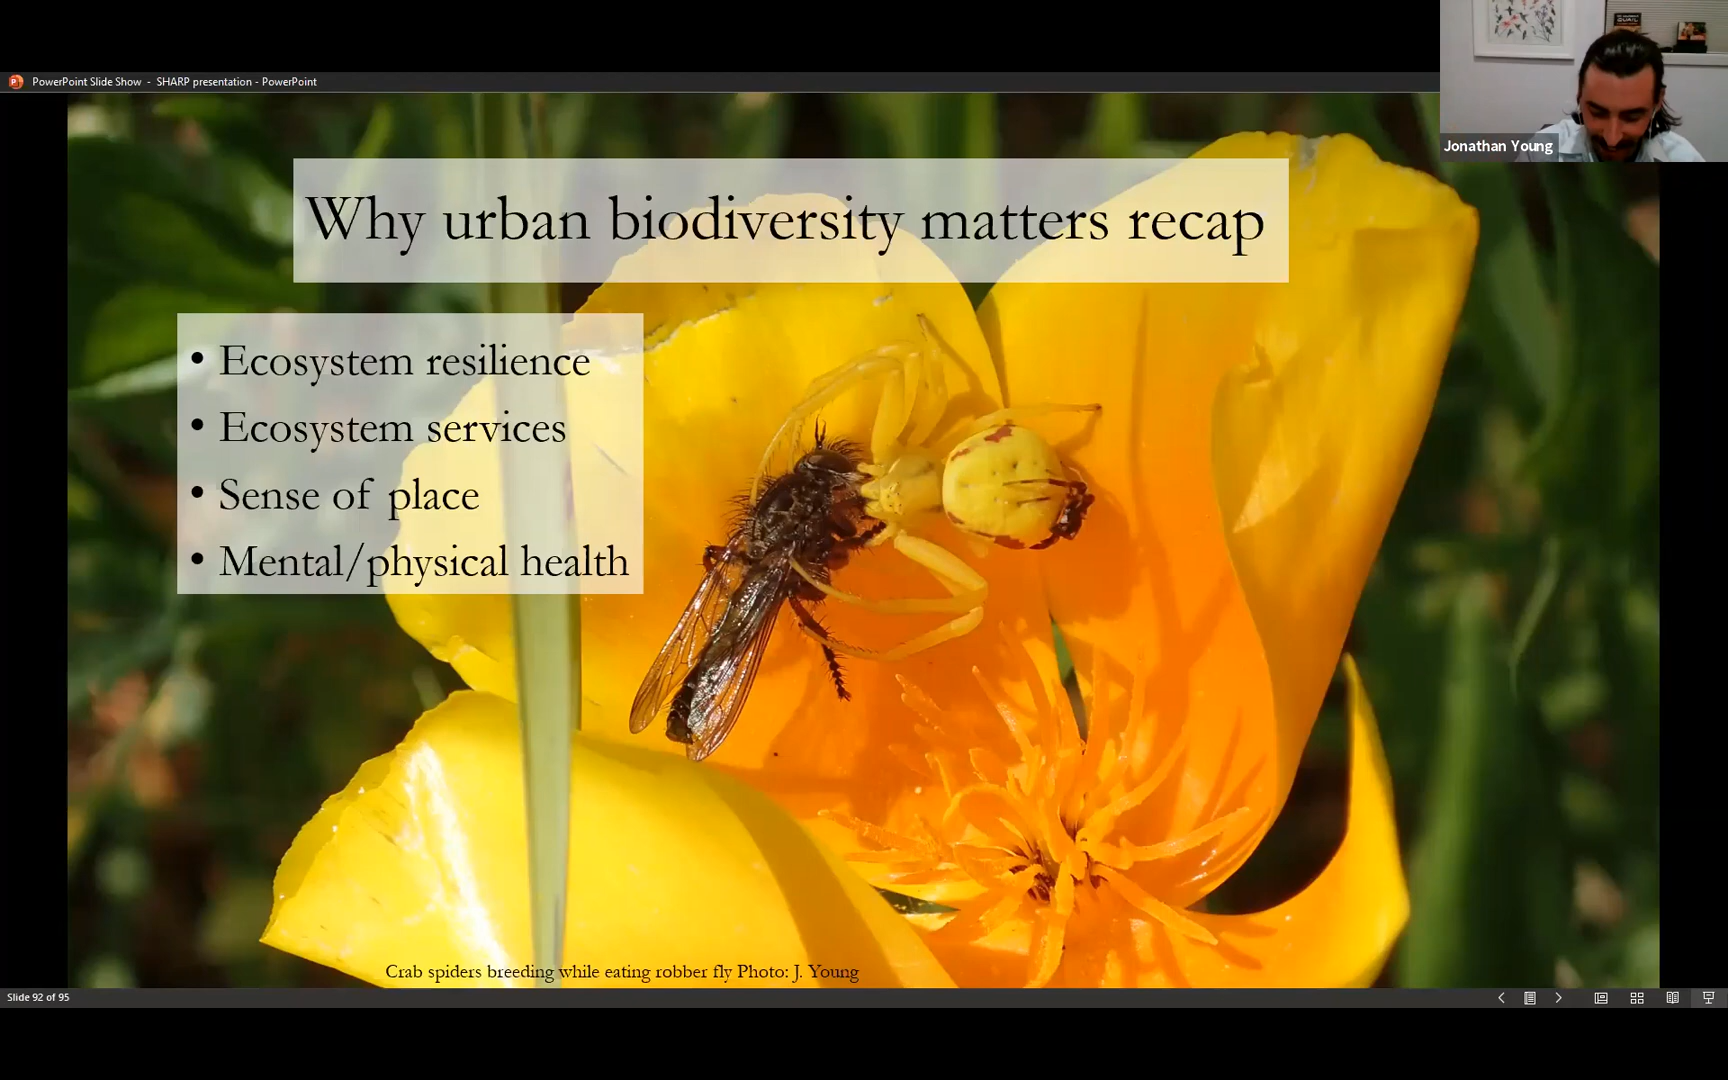 PowerPoint Slide Show - SHARP presentation - PowerPoint
QUAIL
Jonathan Young
Why urban biodiversity matters recap
• Ecosystem resilience
• Ecosystem services
• Sense of place
• Mental/physical health
Crab spiders breeding while eating robber fly Photo: J. Young
Slide 92 of 95